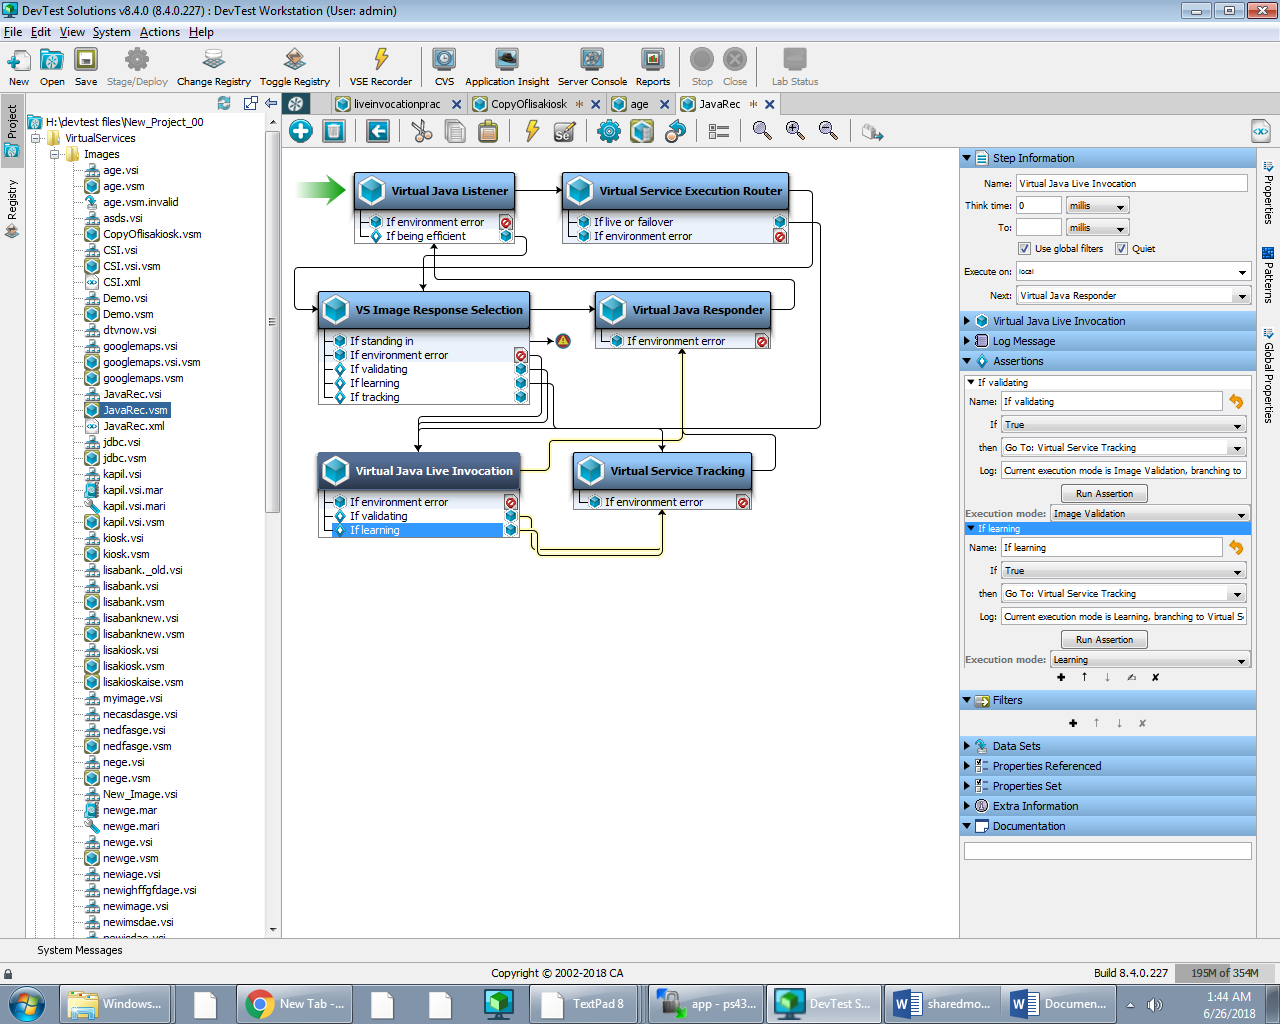 DevTest Solutions v8.4.0 (8.4.0.227) : DevTest Workstation (User: admin)
File Edit View System Actions Help
New Open Save Stage/Deploy Change Registry Toggle Registry VSE Recorder CVS Application Insight Server Console Reports Stop Close Lab Status
Project
Registry
H:\devtest files\New_Project_00
VirtualServices
Images
age.vsi
age.vsm
age.vsm.invalid
asds.vsi
CopyOflisakiosk.vsm
CSI.vsi
CSI.vsi.vsm
CSI.xml
Demo.vsi
Demo.vsm
dtvnow.vsi
googlemaps.vsi
googlemaps.vsi.vsm
googlemaps.vsm
JavaRec.vsi
JavaRec.vsm
JavaRec.xml
jdbc.vsi
jdbc.vsm
kapil.vsi
kapil.vsi.mar
kapil.vsi.mari
kapil.vsi.vsm
kiosk.vsi
kiosk.vsm
lisabank._old.vsi
lisabank.vsi
lisabank.vsm
lisabanknew.vsi
lisabanknew.vsm
lisakiosk.vsi
lisakiosk.vsm
lisakioskaise.vsm
myimage.vsi
necasdasge.vsi
nedfasge.vsi
nedfasge.vsm
nege.vsi
nege.vsm
New_Image.vsi
newge.mar
newge.mari
newge.vsi
newge.vsm
newiage.vsi
newighffgfdage.vsi
newimage.vsi
newimsdae.vsi
newisdae.vsi
liveinvocationprac CopyOflisakiosk age JavaRec
Virtual Java Listener
If environment error
If being efficient
Virtual Service Execution Router
If live or failover
If environment error
VS Image Response Selection
If standing in
If environment error
If validating
If learning
If tracking
Virtual Java Responder
If environment error
Virtual Java Live Invocation
If environment error
If validating
If learning
Virtual Service Tracking
If environment error
Step Information
Name: Virtual Java Live Invocation
Think time: 0 millis
To: millis
Use global filters Quiet
Execute on: local
Next: Virtual Java Responder
Virtual Java Live Invocation
Log Message
Assertions
If validating
Name: If validating
If True
then Go To: Virtual Service Tracking
Log: Current execution mode is Image Validation, branching to
Run Assertion
Execution mode: Image Validation
If learning
Name: If learning
If True
then Go To: Virtual Service Tracking
Log: Current execution mode is Learning, branching to Virtual S
Run Assertion
Execution mode: Learning
Filters
Data Sets
Properties Referenced
Properties Set
Extra Information
Documentation
Properties
Patterns
Global Properties
System Messages
Copyright © 2002-2018 CA
Build 8.4.0.227 195M of 354M
Windows... New Tab -... TextPad 8 app - ps43... DevTest S... sharedmo... Documen...
1:44 AM
6/26/2018